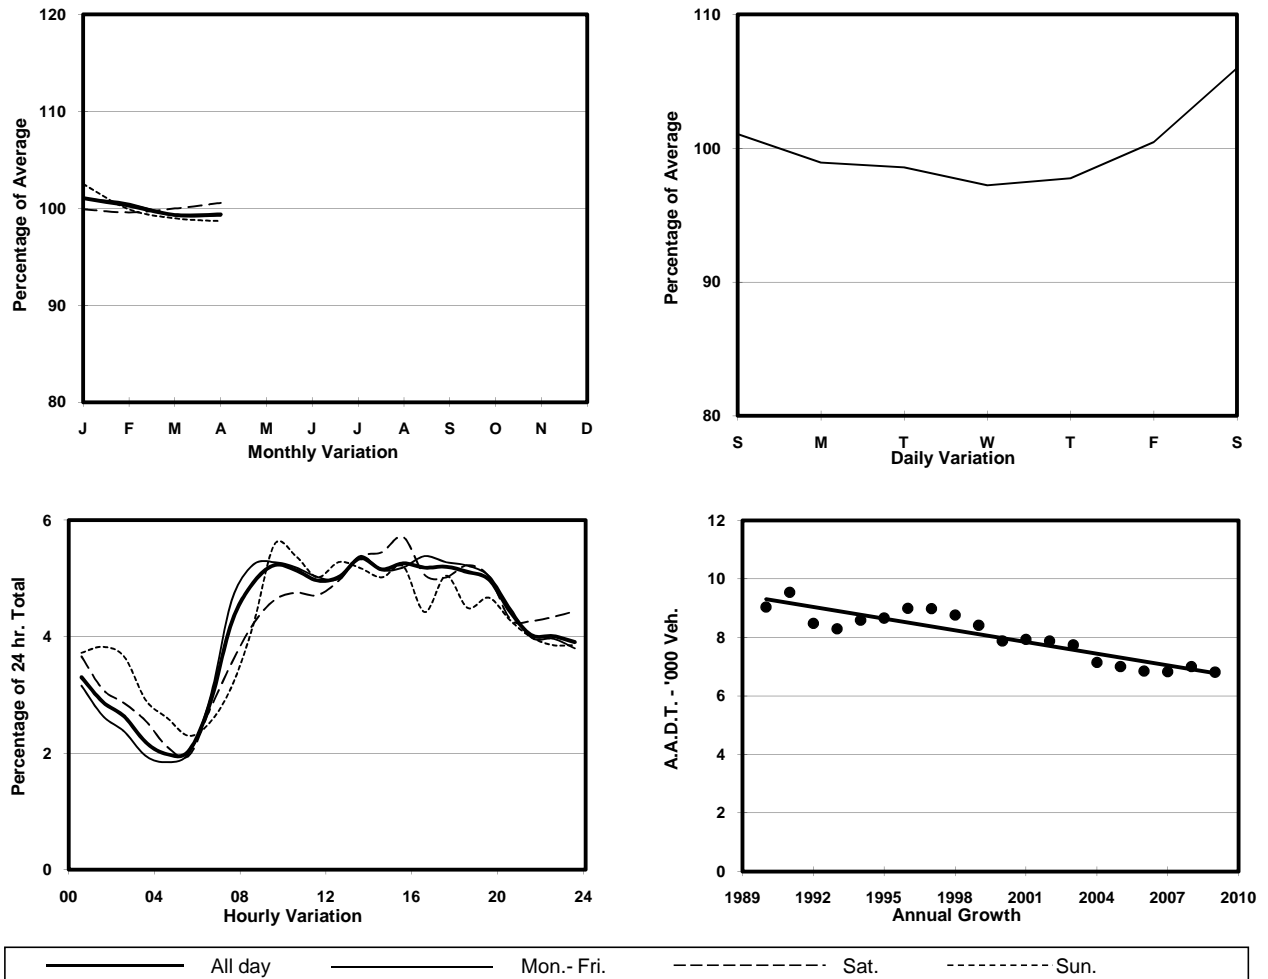 120
110
100
90
80
Percentage of Average
J F M A M J J A S O N D
Monthly Variation
110
100
90
80
Percentage of Average
S M T W T F S
Daily Variation
6
4
2
0
Percentage of 24 hr. Total
00 04 08 12 16 20 24
Hourly Variation
12
10
8
6
4
2
0
A.A.D.T. - '000 Veh.
1989 1992 1995 1998 2001 2004 2007 2010
Annual Growth
All day Mon.- Fri. Sat. Sun.